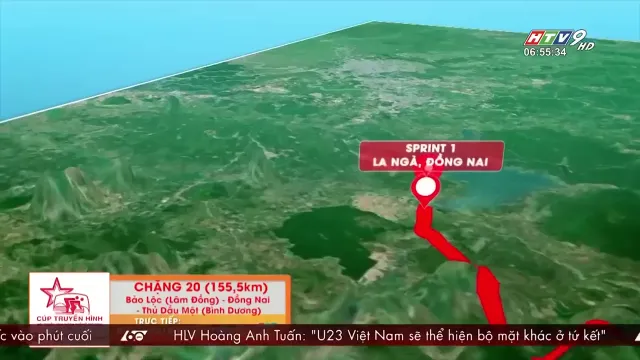 HTV9 HD
06:55:34
SPRINT 1
LA NGÀ, ĐỒNG NAI
CHẶNG 20 (155,5km)
Bảo Lộc (Lâm Đồng) - Đồng Nai
- Thủ Dầu Một (Bình Dương)
TRỰC TIẾP:
CÚP TRUYỀN HÌNH
vào phút cuối
HLV Hoàng Anh Tuấn: "U23 Việt Nam sẽ thể hiện bộ mặt khác ở tứ kết"